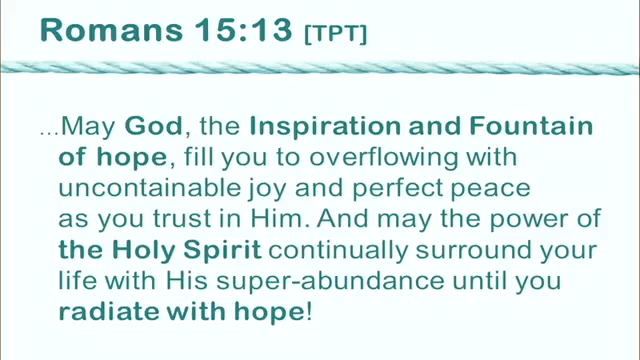 Romans 15:13 [TPT]
...May God, the Inspiration and Fountain
of hope, fill you to overflowing with
uncontainable joy and perfect peace
as you trust in Him. And may the power of
the Holy Spirit continually surround your
life with His super-abundance until you
radiate with hope!